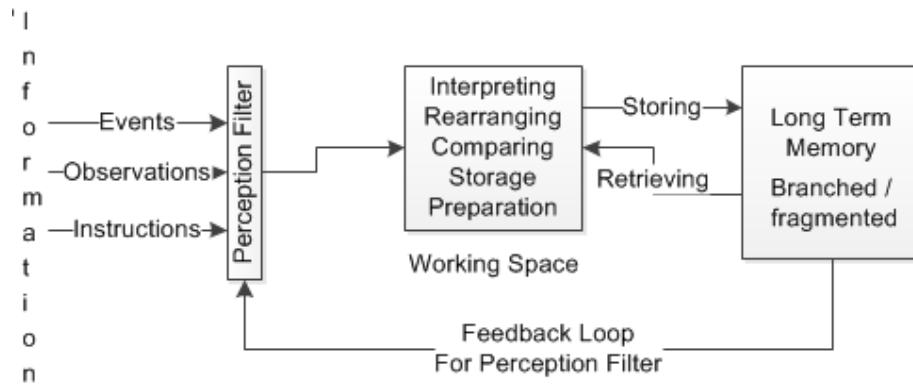 Information
Events
Observations
Instructions
Perception Filter
Interpreting
Rearranging
Comparing
Storage
Preparation
Working Space
Storing
Retrieving
Long Term
Memory
Branched /
fragmented
Feedback Loop
For Perception Filter